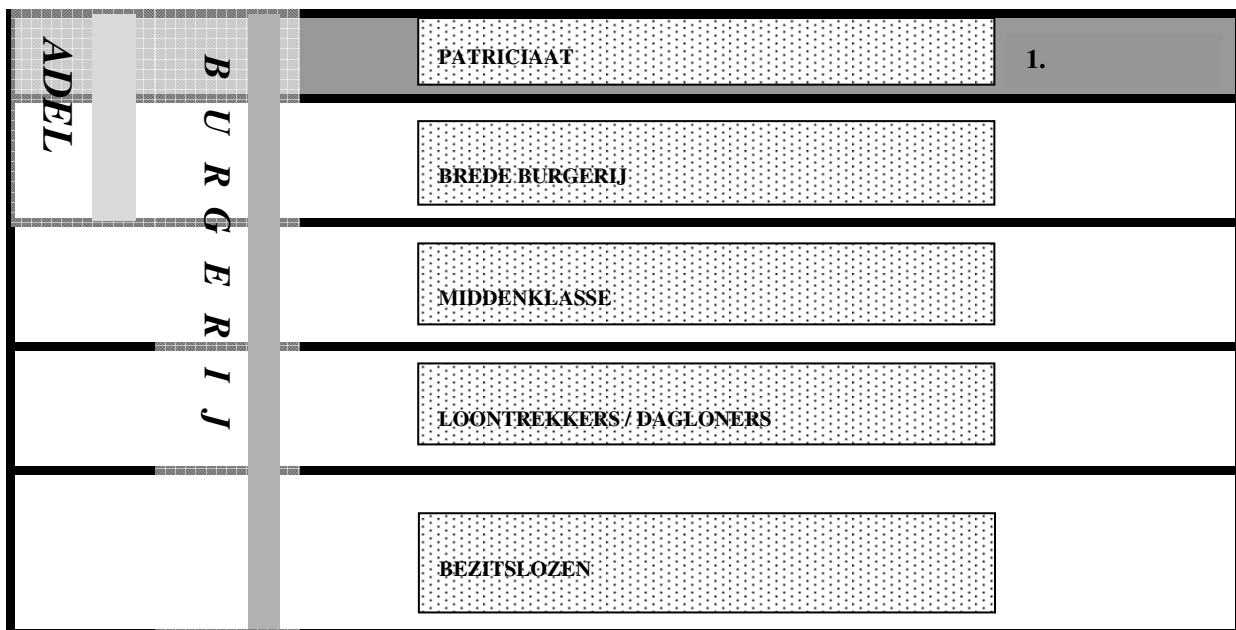 ADEL
BURGERIJ
PATRICIAAT
1.
BREDE BURGERIJ
MIDDENKLASSE
LOONTREKKERS / DAGLONERS
BEZITSLOZEN